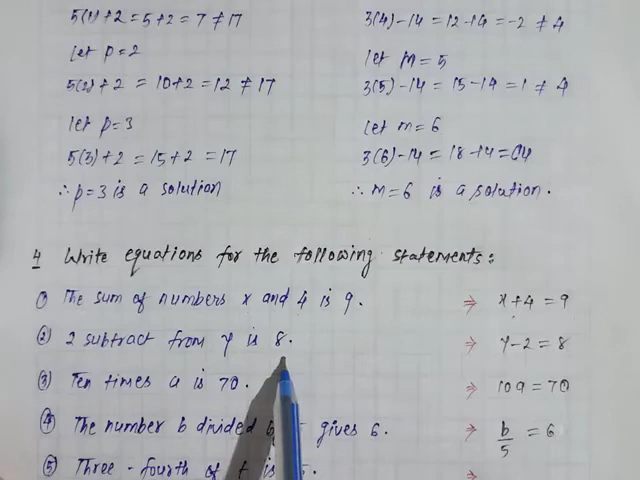 5(1)+2=5+2=7≠17
let p=2
5(2)+2=10+2=12≠17
let p=3
5(3)+2=15+2=17
∴p=3 is a solution
3(4)-14=12-14=-2≠4
let m=5
3(5)-14=15-14=1≠4
let m=6
3(6)-14=18-14=4
∴m=6 is a solution.
4 Write equations for the following statements:
① The sum of numbers x and 4 is 9. ⇒ x+4=9
② 2 subtract from y is 8. ⇒ y-2=8
③ Ten times a is 70. ⇒ 10a=70
④ The number b divided gives 6. ⇒ b/5=6
⑤ Three-fourth of t is ⇒